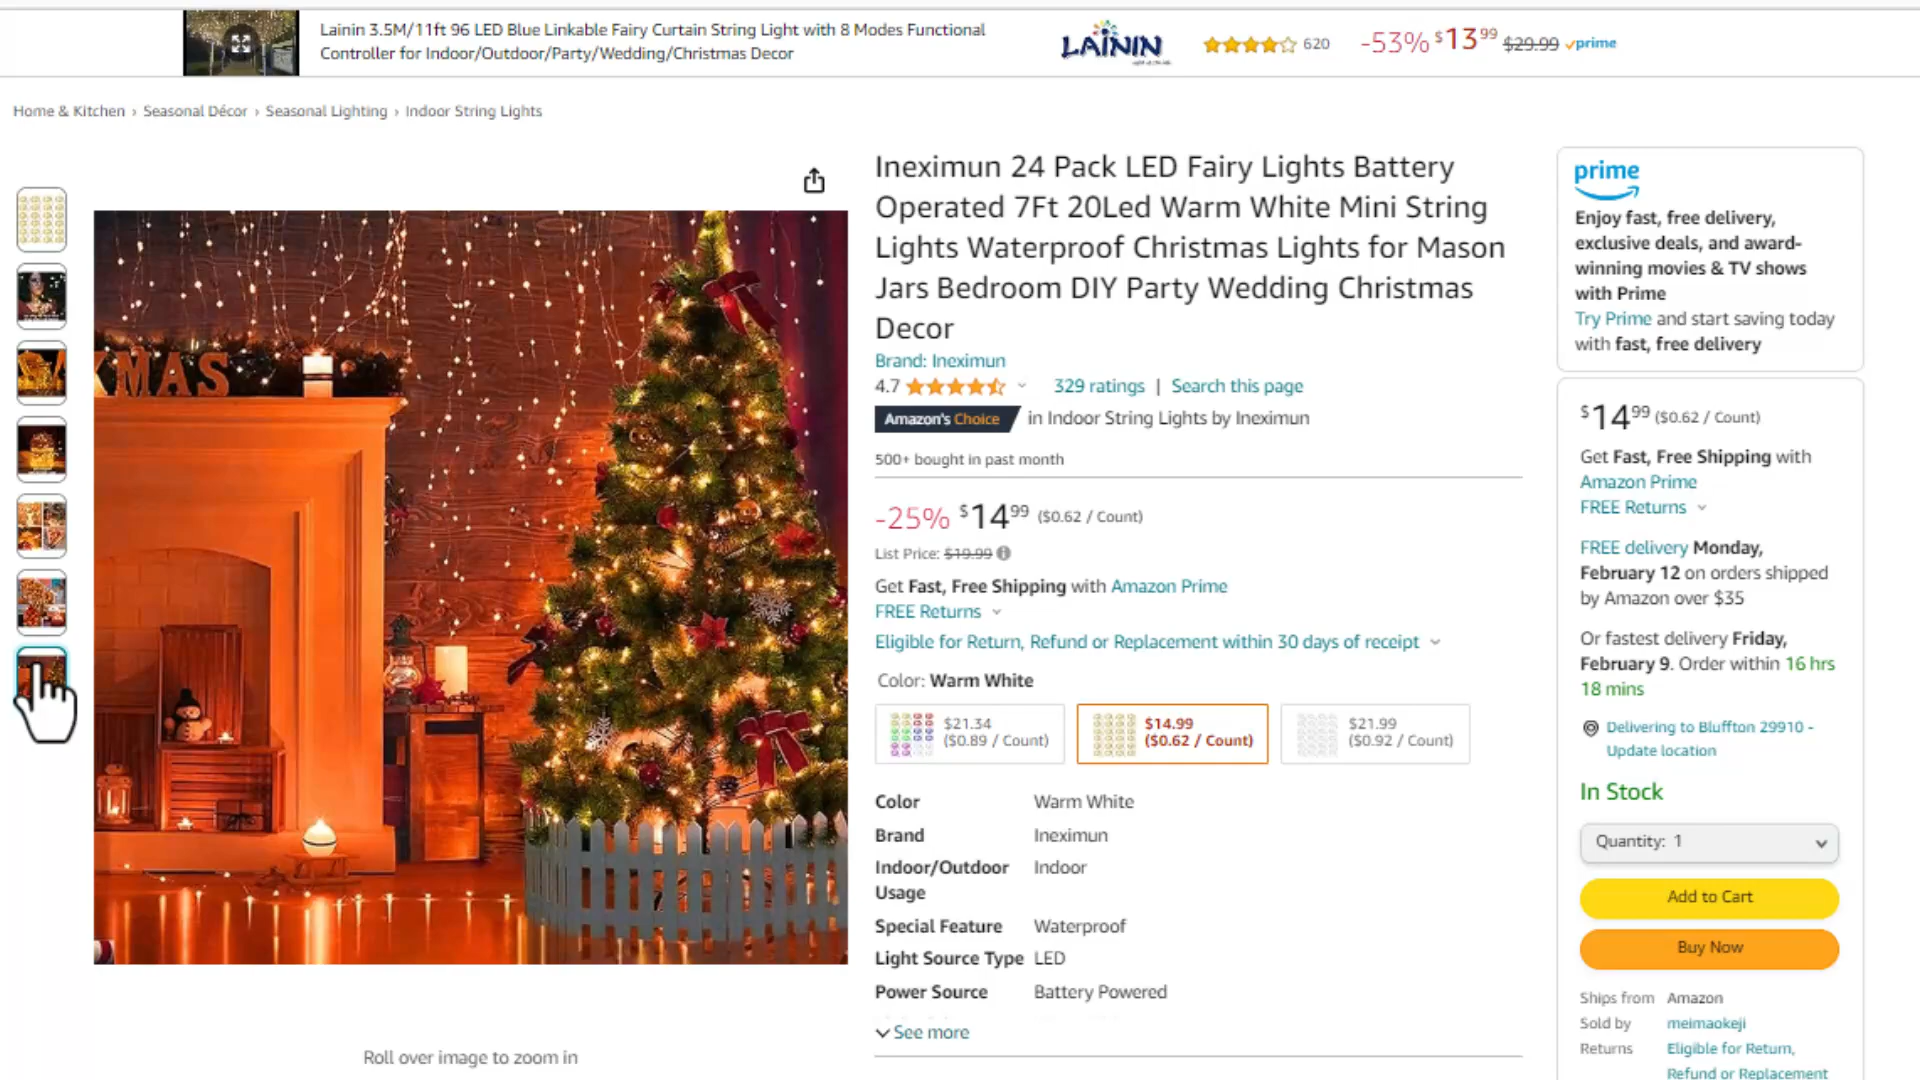 Lainin 3.5M/11ft 96 LED Blue Linkable Fairy Curtain String Light with 8 Modes Functional
Controller for Indoor/Outdoor/Party/Wedding/Christmas Decor
LAININ
620
-53% $13.99 $29.99 prime
Home & Kitchen › Seasonal Décor › Seasonal Lighting › Indoor String Lights
XMAS
Roll over image to zoom in
Ineximun 24 Pack LED Fairy Lights Battery
Operated 7Ft 20Led Warm White Mini String
Lights Waterproof Christmas Lights for Mason
Jars Bedroom DIY Party Wedding Christmas
Decor
Brand: Ineximun
4.7 329 ratings | Search this page
Amazon's Choice in Indoor String Lights by Ineximun
500+ bought in past month
-25% $14.99 ($0.62 / Count)
List Price: $19.99
Get Fast, Free Shipping with Amazon Prime
FREE Returns
Eligible for Return, Refund or Replacement within 30 days of receipt
Color: Warm White
$21.34
($0.89 / Count)
$14.99
($0.62 / Count)
$21.99
($0.92 / Count)
Color Warm White
Brand Ineximun
Indoor/Outdoor Indoor
Usage
Special Feature Waterproof
Light Source Type LED
Power Source Battery Powered
See more
prime
Enjoy fast, free delivery,
exclusive deals, and award-
winning movies & TV shows
with Prime
Try Prime and start saving today
with fast, free delivery
$14.99 ($0.62 / Count)
Get Fast, Free Shipping with
Amazon Prime
FREE Returns
FREE delivery Monday,
February 12 on orders shipped
by Amazon over $35
Or fastest delivery Friday,
February 9. Order within 16 hrs
18 mins
Delivering to Bluffton 29910 -
Update location
In Stock
Quantity: 1
Add to Cart
Buy Now
Ships from Amazon
Sold by meimaokeji
Returns Eligible for Return,
Refund or Replacement